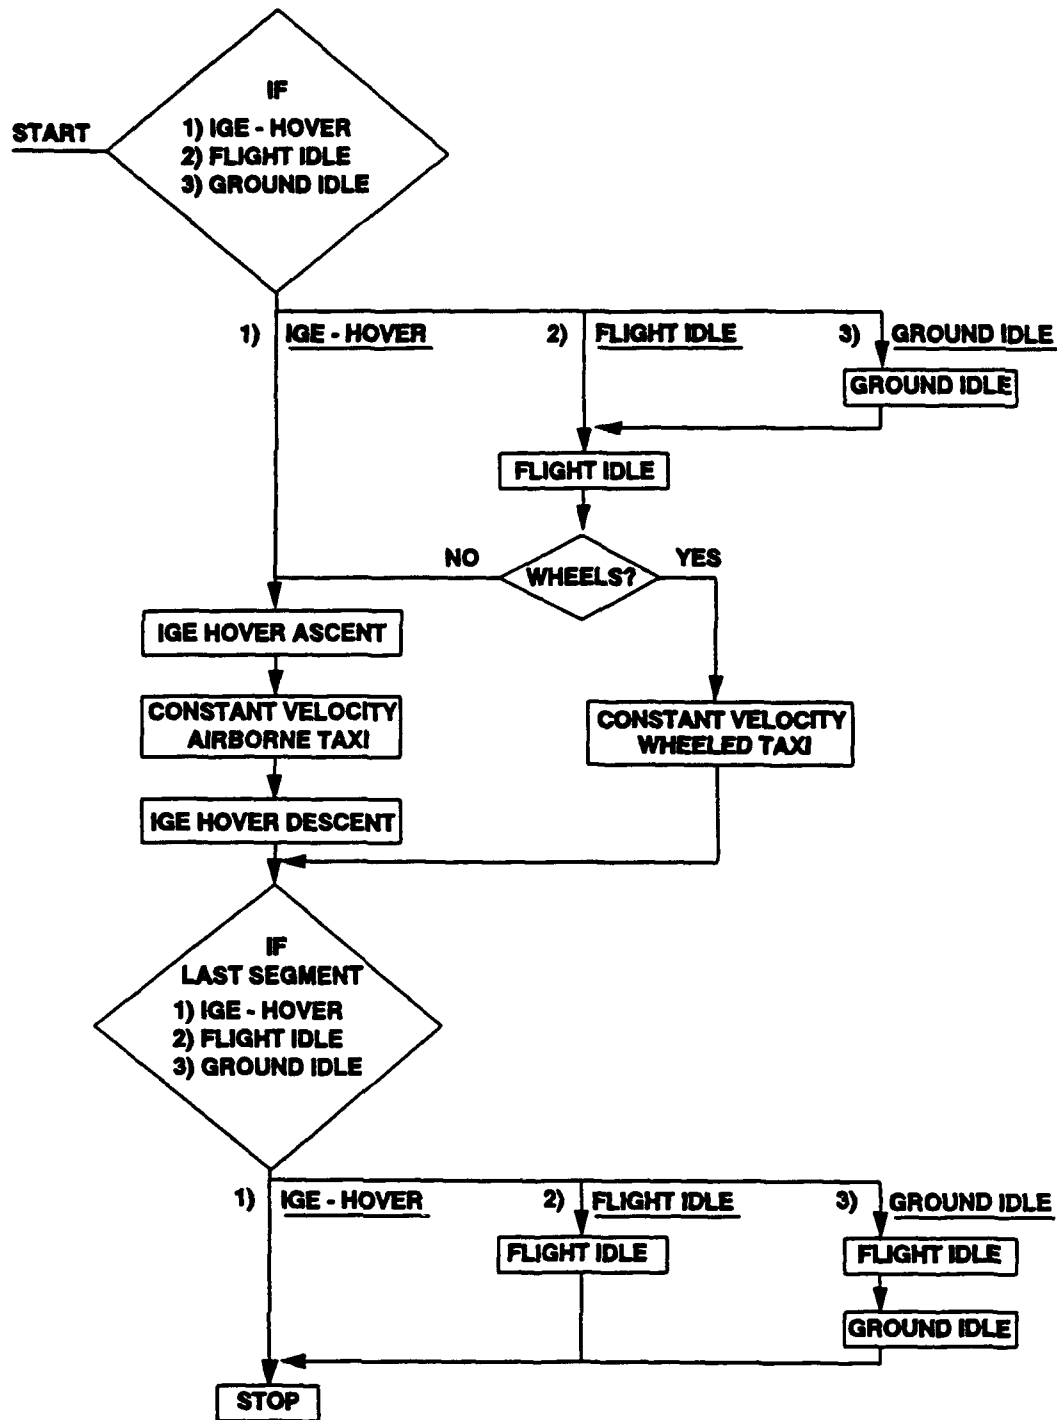 START
IF
1) IGE - HOVER
2) FLIGHT IDLE
3) GROUND IDLE
1) IGE - HOVER
2) FLIGHT IDLE
3) GROUND IDLE
GROUND IDLE
FLIGHT IDLE
NO
WHEELS?
YES
IGE HOVER ASCENT
CONSTANT VELOCITY
AIRBORNE TAXI
CONSTANT VELOCITY
WHEELED TAXI
IGE HOVER DESCENT
IF
LAST SEGMENT
1) IGE - HOVER
2) FLIGHT IDLE
3) GROUND IDLE
1) IGE - HOVER
2) FLIGHT IDLE
3) GROUND IDLE
FLIGHT IDLE
FLIGHT IDLE
GROUND IDLE
STOP